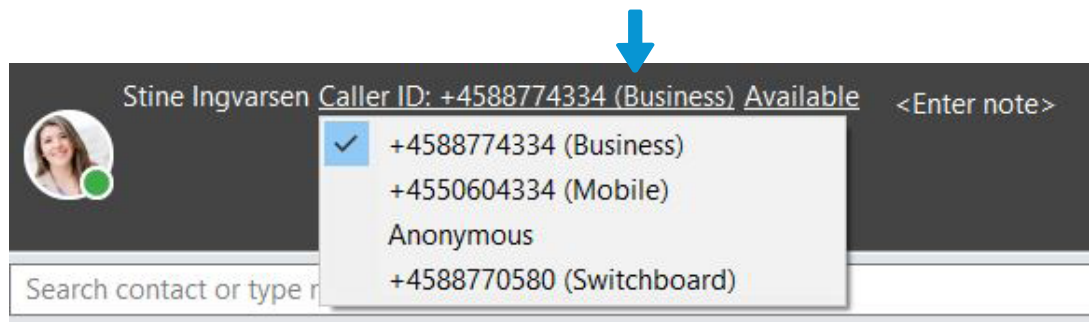 Stine Ingvarsen Caller ID: +4588774334 (Business) Available <Enter note>
+4588774334 (Business)
+4550604334 (Mobile)
Anonymous
+4588770580 (Switchboard)
Search contact or type